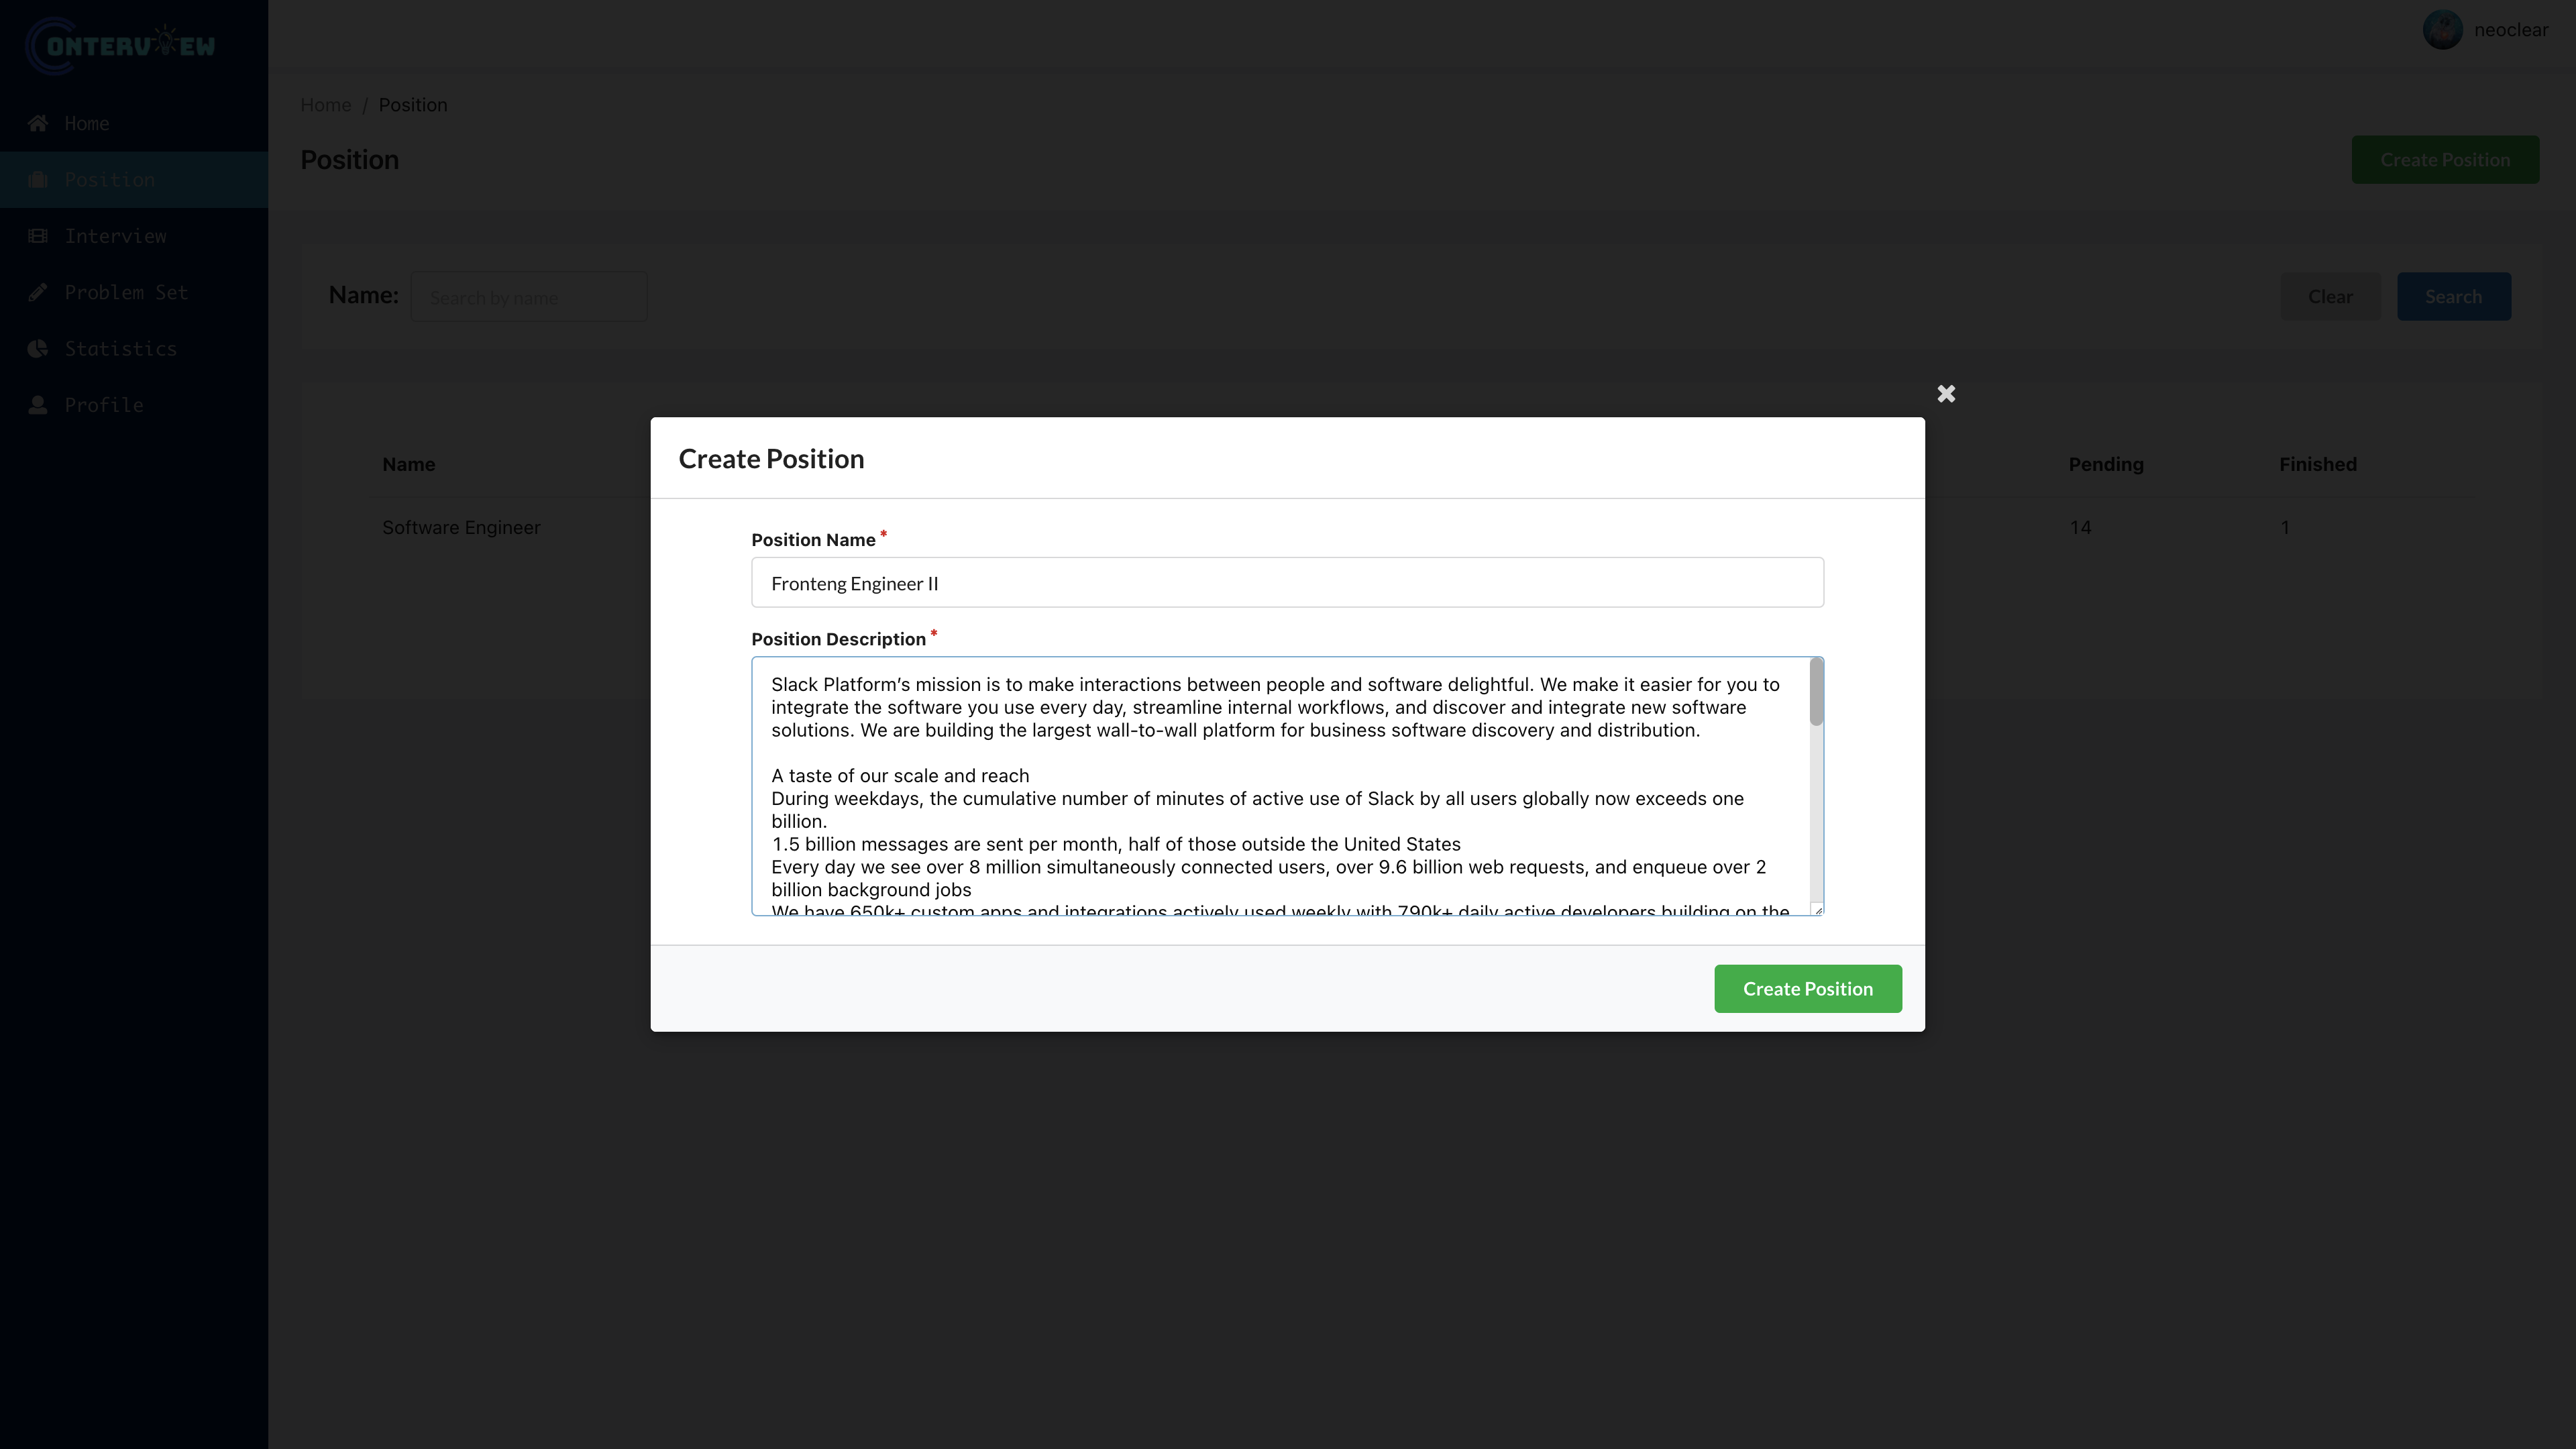 CONTERVIEW
neoclear
Home
Position
Interview
Problem Set
Statistics
Profile
Home / Position
Position
Create Position
Name:
Search by name
Clear
Search
Name
Pending
Finished
Software Engineer
14
1
Create Position
Position Name *
Fronteng Engineer II
Position Description *
Slack Platform’s mission is to make interactions between people and software delightful. We make it easier for you to
integrate the software you use every day, streamline internal workflows, and discover and integrate new software
solutions. We are building the largest wall-to-wall platform for business software discovery and distribution.
A taste of our scale and reach
During weekdays, the cumulative number of minutes of active use of Slack by all users globally now exceeds one
billion.
1.5 billion messages are sent per month, half of those outside the United States
Every day we see over 8 million simultaneously connected users, over 9.6 billion web requests, and enqueue over 2
billion background jobs
We have 650k+ custom apps and integrations actively used weekly with 790k+ daily active developers building on the
Create Position